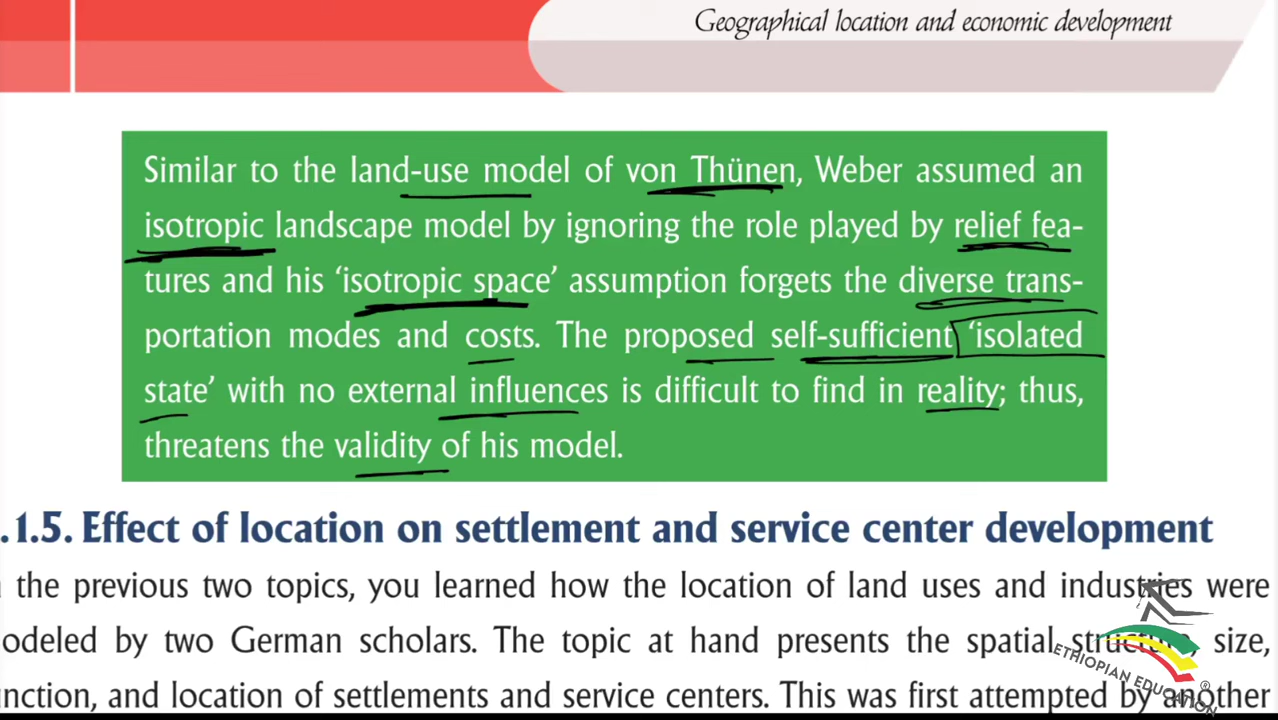 Geographical location and economic development
Similar to the land-use model of von Thünen, Weber assumed an
isotropic landscape model by ignoring the role played by relief fea-
tures and his ‘isotropic space’ assumption forgets the diverse trans-
portation modes and costs. The proposed self-sufficient ‘isolated
state’ with no external influences is difficult to find in reality; thus,
threatens the validity of his model.
.1.5. Effect of location on settlement and service center development
the previous two topics, you learned how the location of land uses and industries were
odeled by two German scholars. The topic at hand presents the spatial structure, size,
unction, and location of settlements and service centers. This was first attempted by another
ETHIOPIAN EDUCATION ®